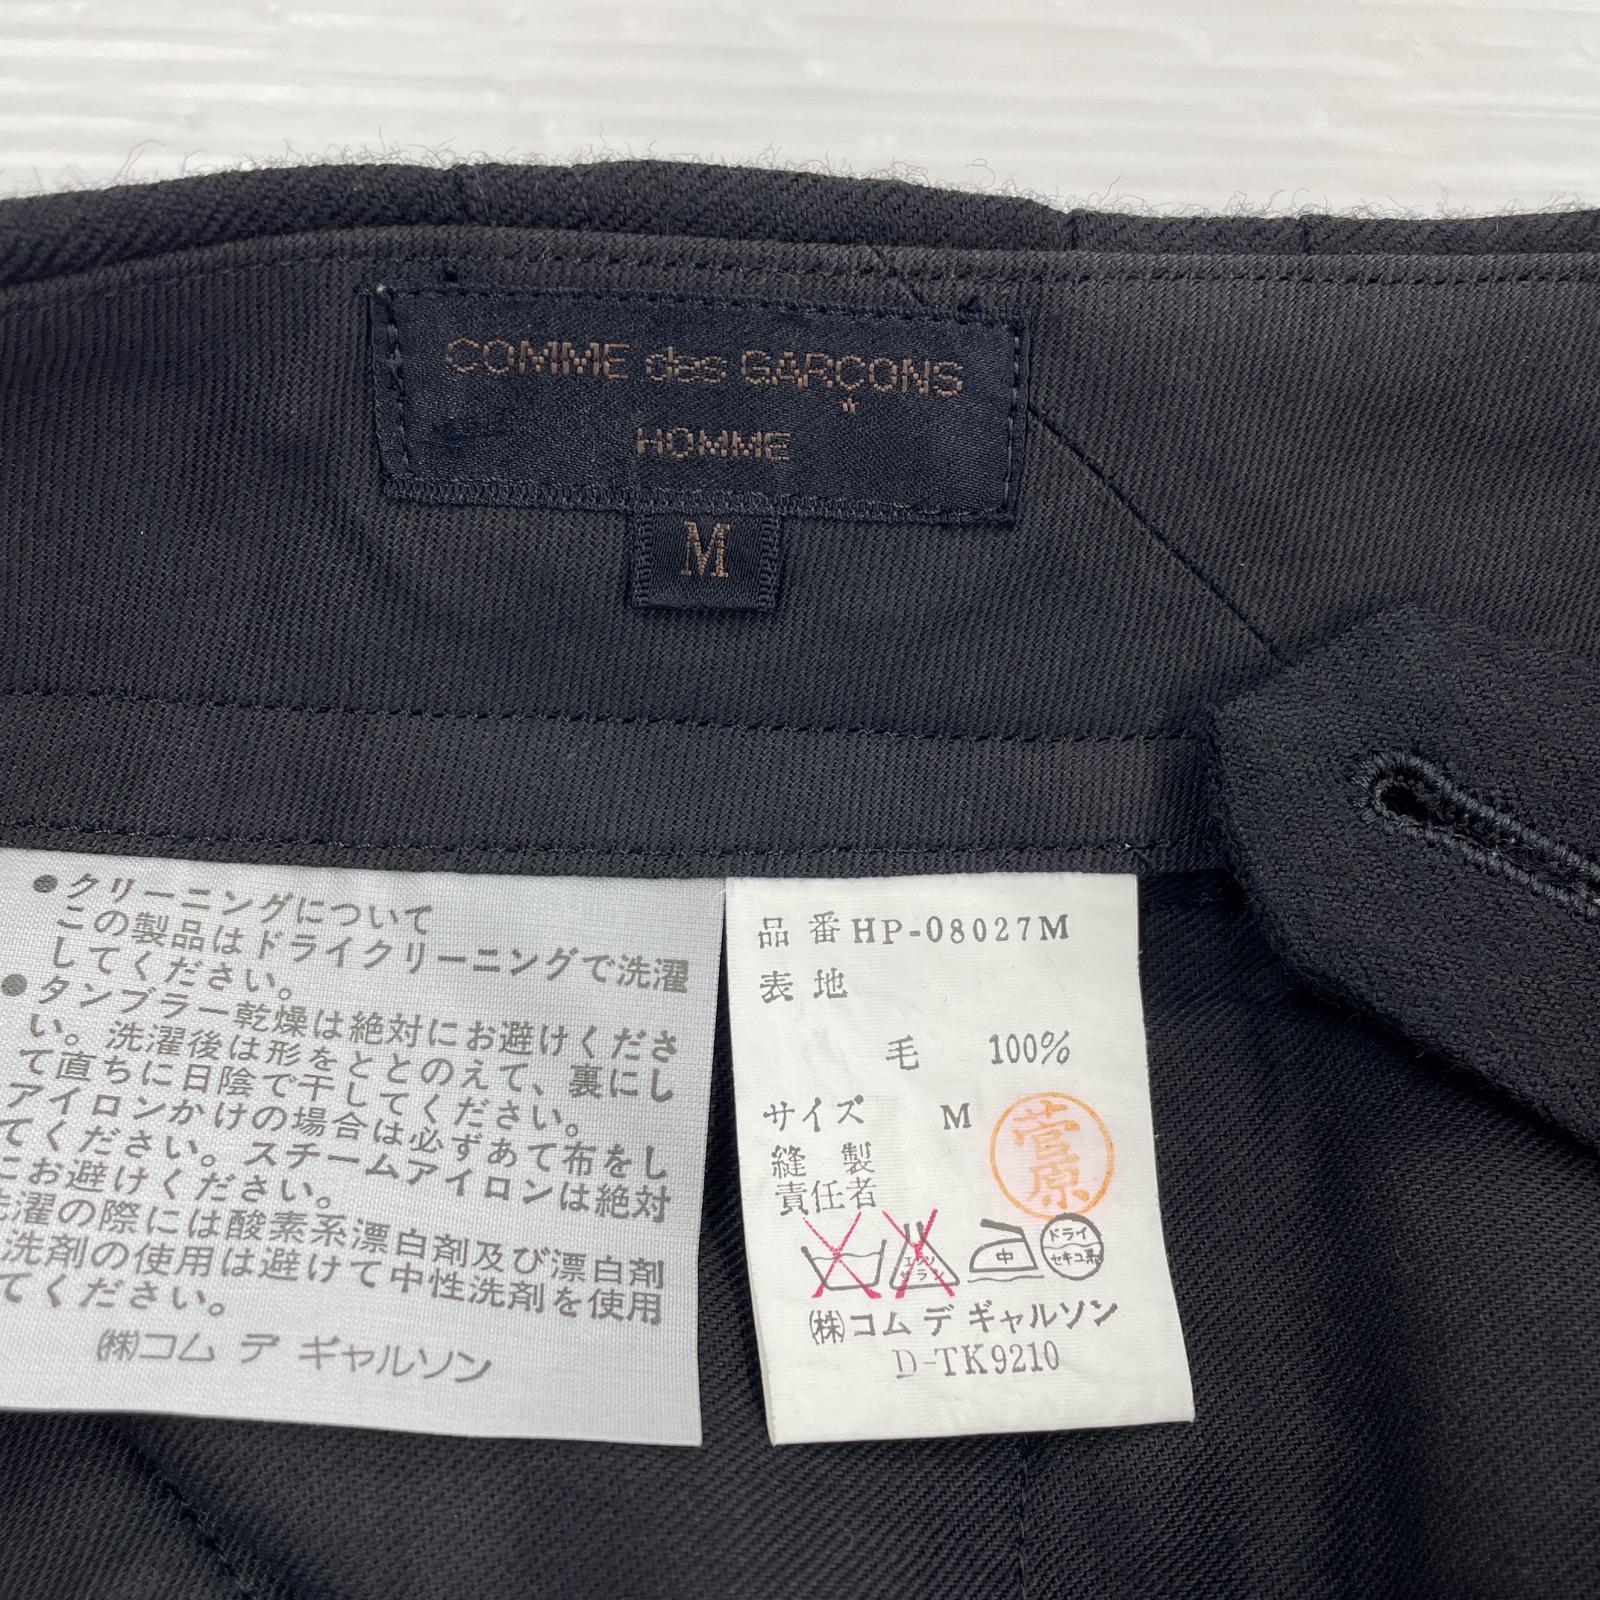 COMME des GARÇONS
HOMME
M
●クリーニングについて
この製品はドライクリーニングで洗濯
してください。
●タンブラー乾燥は絶対にお避けくださ
い。洗濯後は形をととのえて、裏にし
て直ちに日陰で干してください。
アイロンかけの場合は必ずあて布をし
てください。スチームアイロンは絶対
にお避けください。
洗濯の際には酸素系漂白剤及び漂白剤
洗剤の使用は避けて中性洗剤を使用
てください。
㈱コム デ ギャルソン
品番 HP-08027M
表地
毛 100%
サイズ M
菅原
縫製
責任者
エンソ
サラシ
中
ドライ
セキユ系
㈱コム デ ギャルソン
D-TK9210